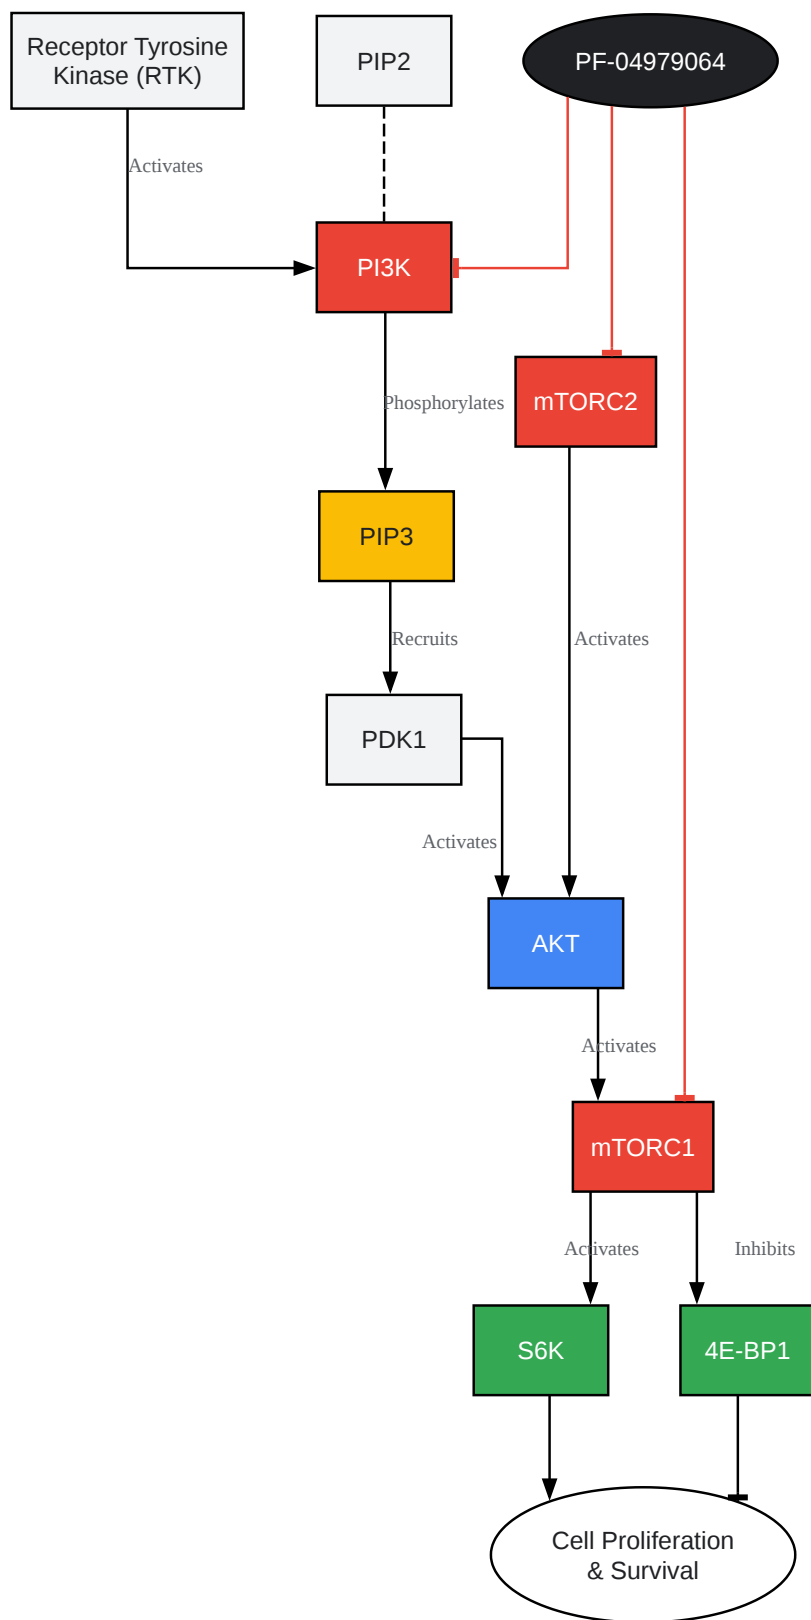 Receptor Tyrosine
Kinase (RTK)
PIP2
PF-04979064
Activates
PI3K
mTORC2
Phosphorylates
PIP3
Recruits
Activates
PDK1
Activates
AKT
Activates
mTORC1
Activates
Inhibits
S6K
4E-BP1
Cell Proliferation
& Survival